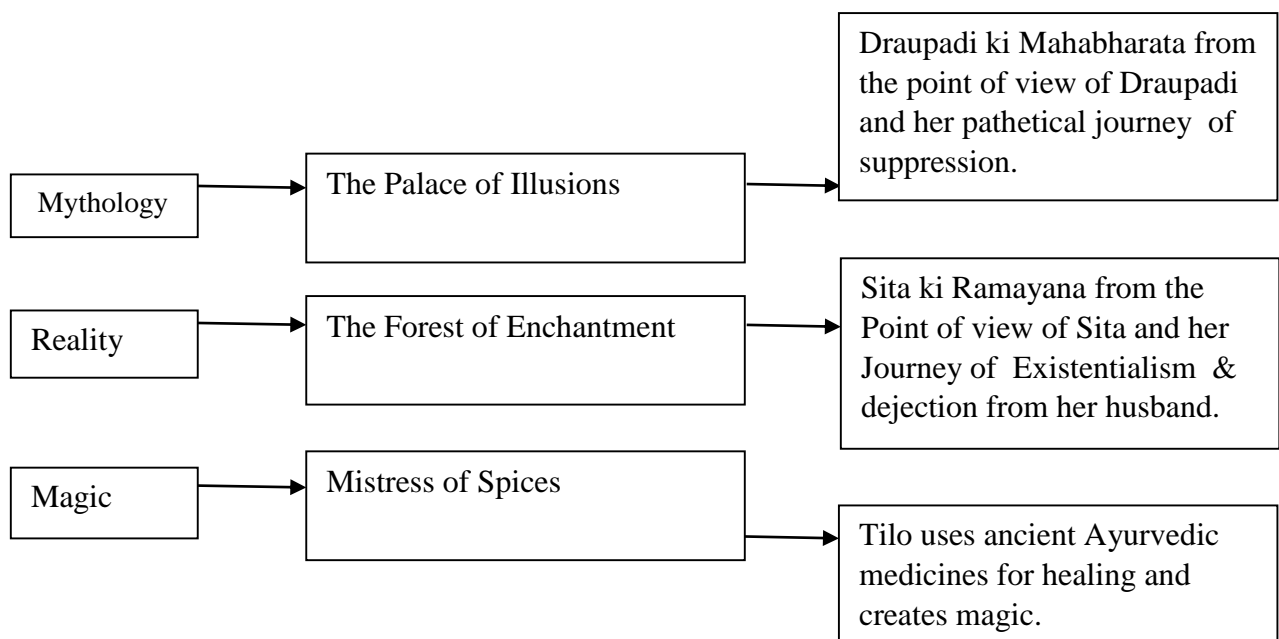 Mythology
The Palace of Illusions
Draupadi ki Mahabharata from
the point of view of Draupadi
and her pathetical journey of
suppression.
Reality
The Forest of Enchantment
Sita ki Ramayana from the
Point of view of Sita and her
Journey of Existentialism &
dejection from her husband.
Magic
Mistress of Spices
Tilo uses ancient Ayurvedic
medicines for healing and
creates magic.